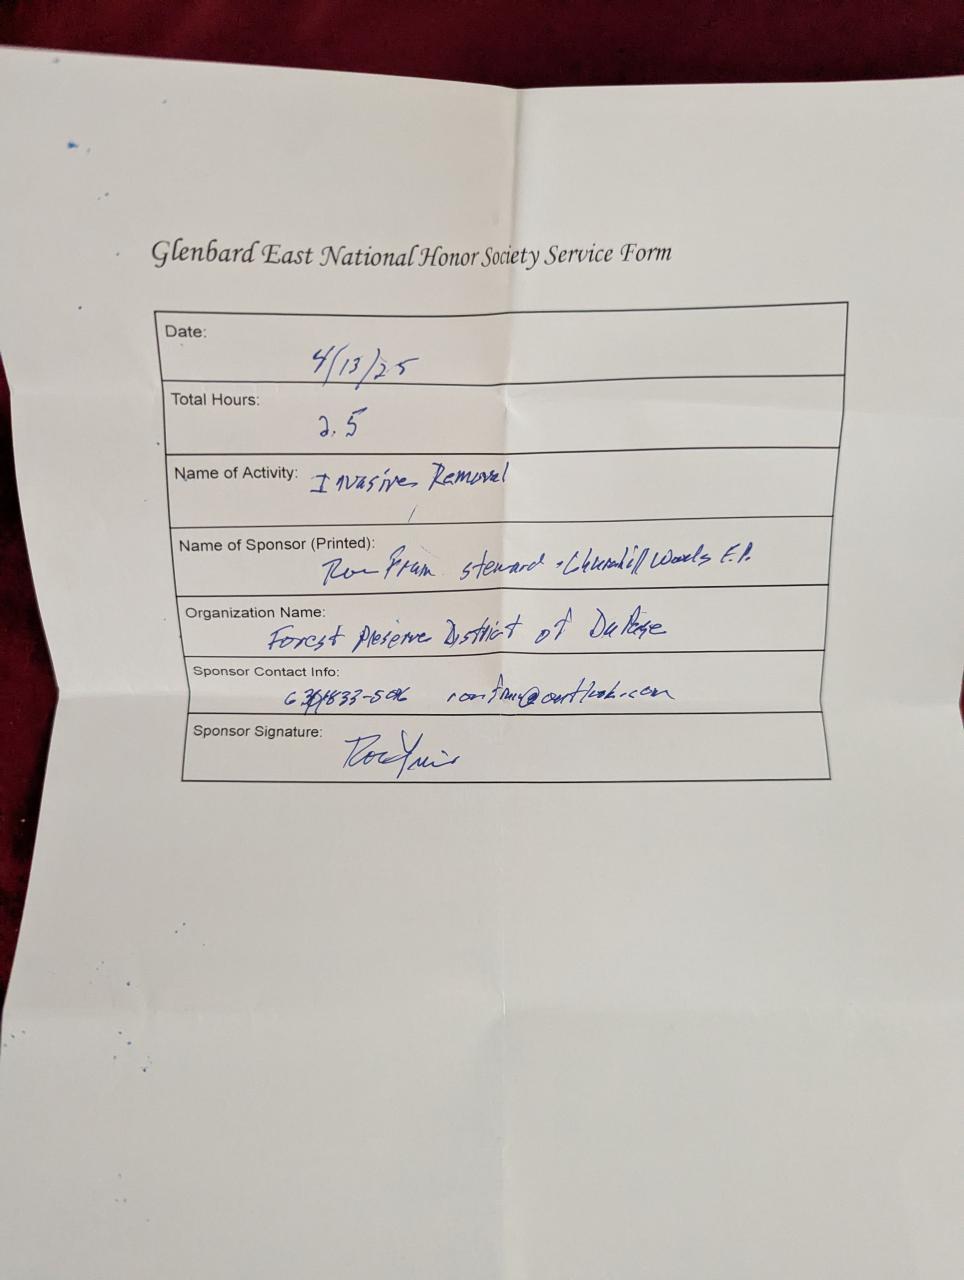 Glenbard East National Honor Society Service Form
Date:
4/13/25
Total Hours:
2.5
Name of Activity: Invasive Removal
Name of Sponsor (Printed):
Ron steward - Churchill Woods F.P.
Organization Name:
Forest Preserve District of DuPage
Sponsor Contact Info:
Sponsor Signature: